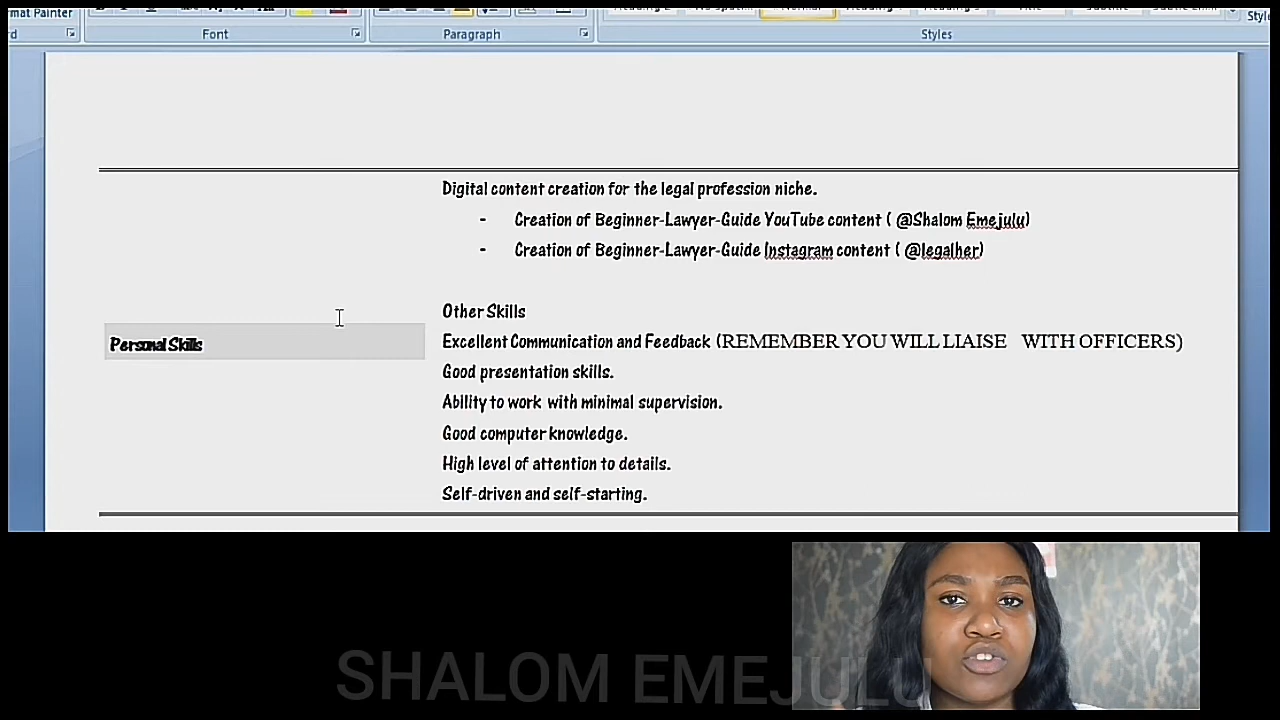 mat Painter
Font
Paragraph
Styles
Digital content creation for the legal profession niche.
- Creation of Beginner-Lawyer-Guide YouTube content ( @Shalom Emejulu)
- Creation of Beginner-Lawyer-Guide Instagram content ( @legalher)
Other Skills
Personal Skills
Excellent Communication and Feedback (REMEMBER YOU WILL LIAISE WITH OFFICERS)
Good presentation skills.
Ability to work with minimal supervision.
Good computer knowledge.
High level of attention to details.
Self-driven and self-starting.
SHALOM EMEJULU